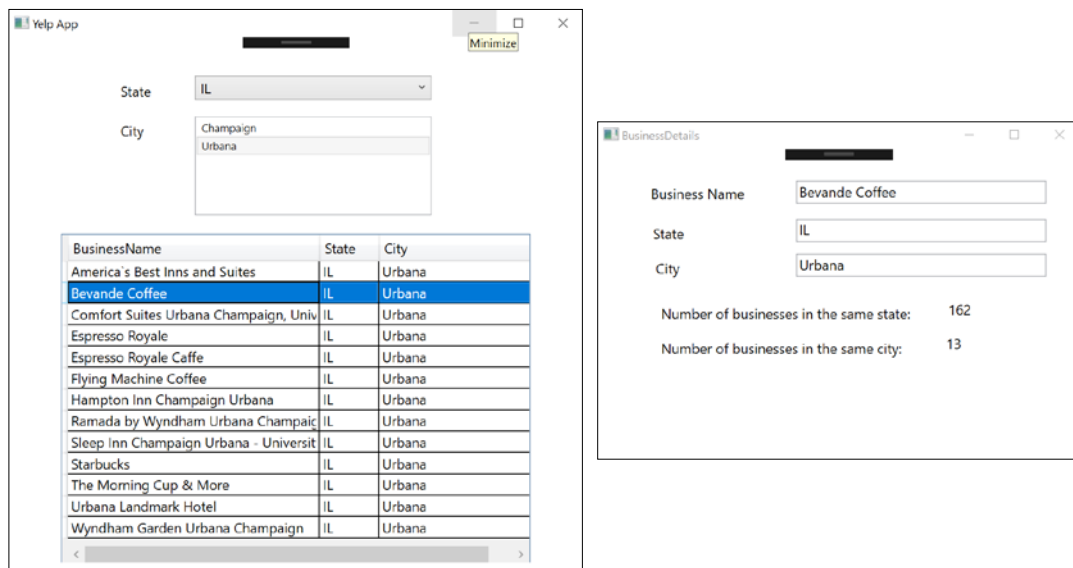 Yelp App
Minimize
State
IL
City
Champaign
Urbana
BusinessName State City
America`s Best Inns and Suites IL Urbana
Bevande Coffee IL Urbana
Comfort Suites Urbana Champaign, Univ IL Urbana
Espresso Royale IL Urbana
Espresso Royale Caffe IL Urbana
Flying Machine Coffee IL Urbana
Hampton Inn Champaign Urbana IL Urbana
Ramada by Wyndham Urbana Champaig IL Urbana
Sleep Inn Champaign Urbana - Universit IL Urbana
Starbucks IL Urbana
The Morning Cup & More IL Urbana
Urbana Landmark Hotel IL Urbana
Wyndham Garden Urbana Champaign IL Urbana
BusinessDetails
Business Name Bevande Coffee
State IL
City Urbana
Number of businesses in the same state: 162
Number of businesses in the same city: 13